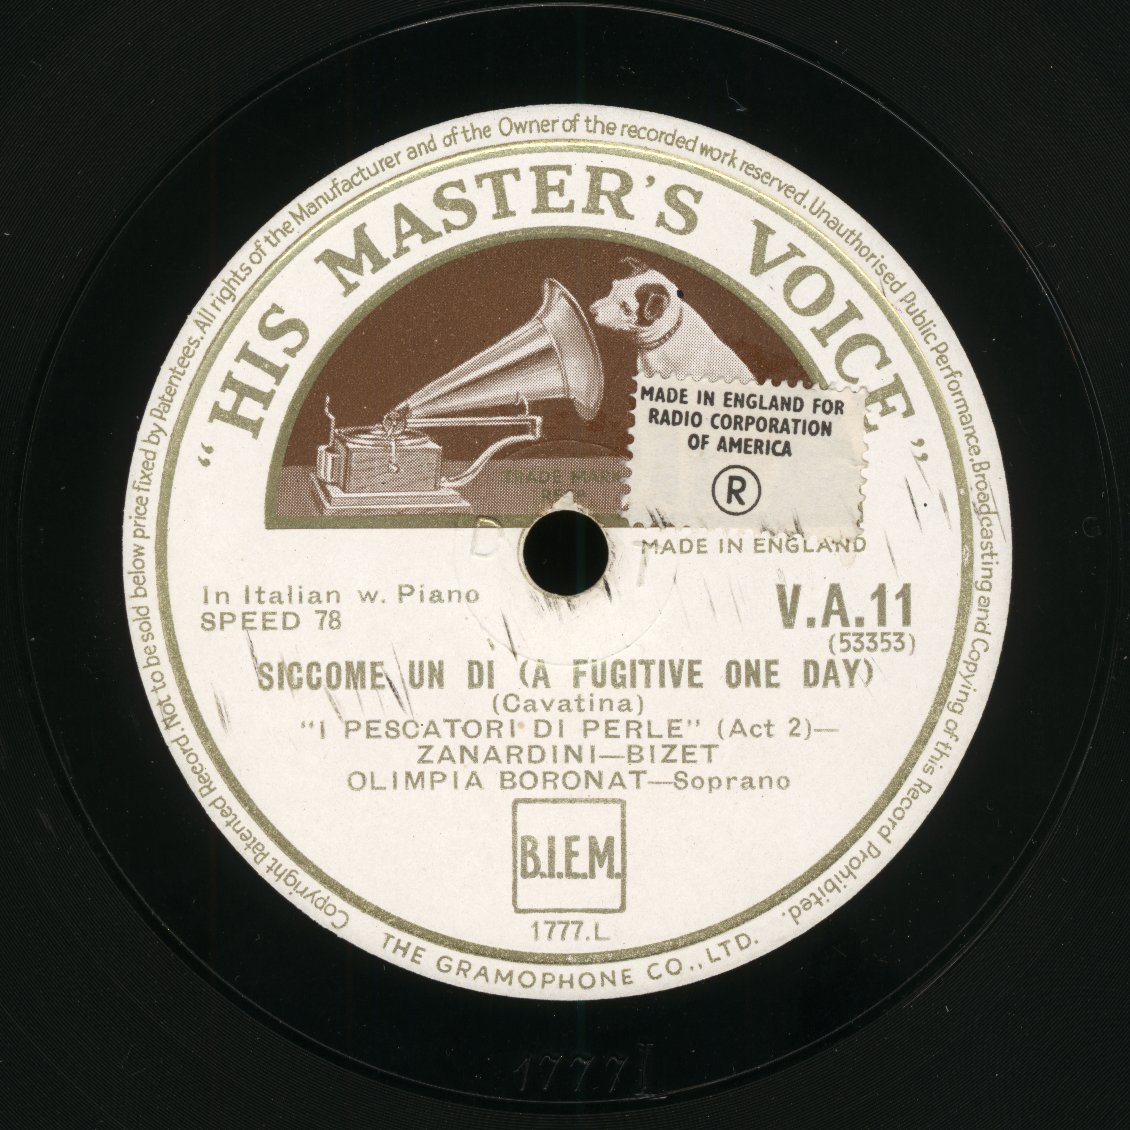 Copyright Patented Record. Not to be sold below price fixed by Patentees. All rights of the Manufacturer and of the Owner of the recorded work reserved. Unauthorised Public Performance, Broadcasting and Copying of this Record Prohibited.
"HIS MASTER'S VOICE"
MADE IN ENGLAND FOR
RADIO CORPORATION
OF AMERICA
R
TRADE MARK
MADE IN ENGLAND
In Italian w. Piano
SPEED 78
V.A.11
(53353)
SICCOME UN DI (A FUGITIVE ONE DAY)
(Cavatina)
"I PESCATORI DI PERLE" (Act 2)—
ZANARDINI—BIZET
OLIMPIA BORONAT—Soprano
B.I.E.M.
1777.L
THE GRAMOPHONE CO., LTD.